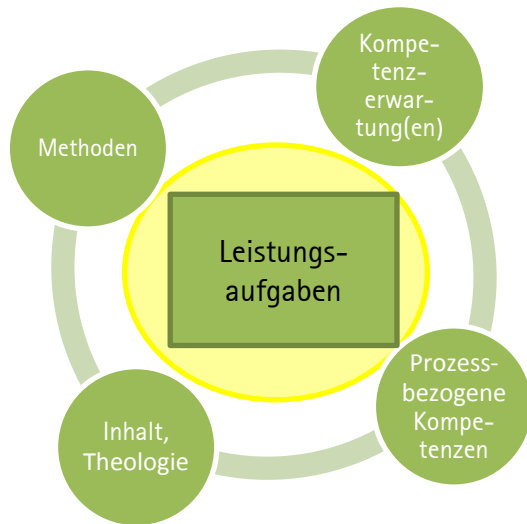 Kompe-
tenz-
erwar-
tung(en)
Methoden
Leistungs-
aufgaben
Prozess-
bezogene
Kompe-
tenzen
Inhalt,
Theologie